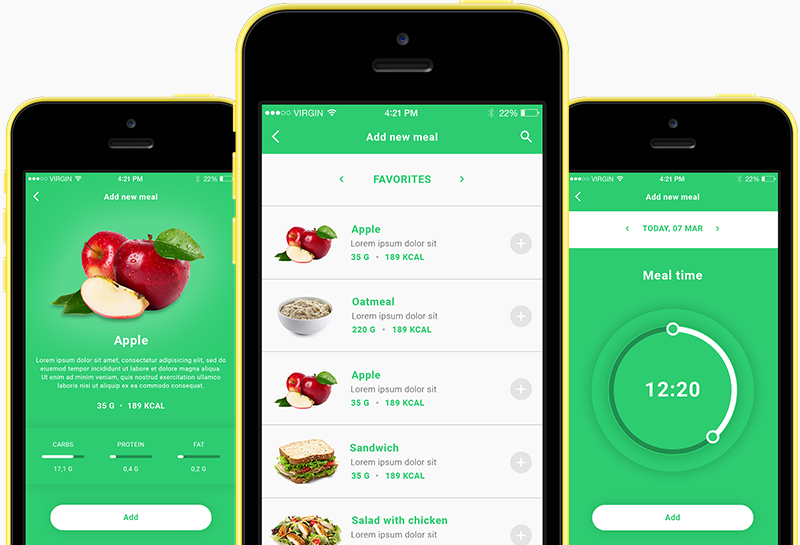 VIRGIN
4:21 PM
22%
Add new meal
Apple
Lorem ipsum dolor sit amet, consectetur adipisicing elit, sed do
eiusmod tempor incididunt ut labore et dolore magna aliqua.
Ut enim ad minim veniam, quis nostrud exercitation ullamco
laboris nisi ut aliquip ex ea commodo consequat.
35 G • 189 KCAL
CARBS PROTEIN FAT
17,1 G 0,4 G 0,2 G
Add
VIRGIN 4:21 PM 22%
Add new meal
FAVORITES
Apple
Lorem ipsum dolor sit
35 G • 189 KCAL
Oatmeal
Lorem ipsum dolor sit
220 G • 189 KCAL
Apple
Lorem ipsum dolor sit
35 G • 189 KCAL
Sandwich
Lorem ipsum dolor sit
35 G • 189 KCAL
Salad with chicken
Lorem ipsum dolor sit
VIRGIN 4:21 PM 22%
Add new meal
TODAY, 07 MAR
Meal time
12:20
Add